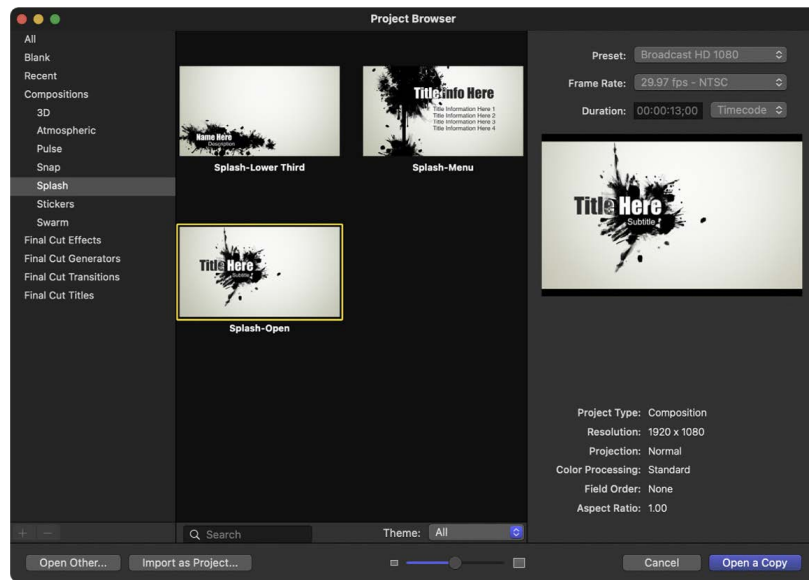 Project Browser
All
Blank
Recent
Compositions
3D
Atmospheric
Pulse
Snap
Splash
Stickers
Swarm
Final Cut Effects
Final Cut Generators
Final Cut Transitions
Final Cut Titles
Name Here
Description
Splash-Lower Third
Title Info Here
Title Information Here 1
Title Information Here 2
Title Information Here 3
Title Information Here 4
Splash-Menu
Title Here
Subtitle
Splash-Open
Search
Theme: All
Preset: Broadcast HD 1080
Frame Rate: 29.97 fps - NTSC
Duration: 00:00:13;00 Timecode
Title Here
Subtitle
Project Type: Composition
Resolution: 1920 x 1080
Projection: Normal
Color Processing: Standard
Field Order: None
Aspect Ratio: 1.00
Open Other... Import as Project... Cancel Open a Copy